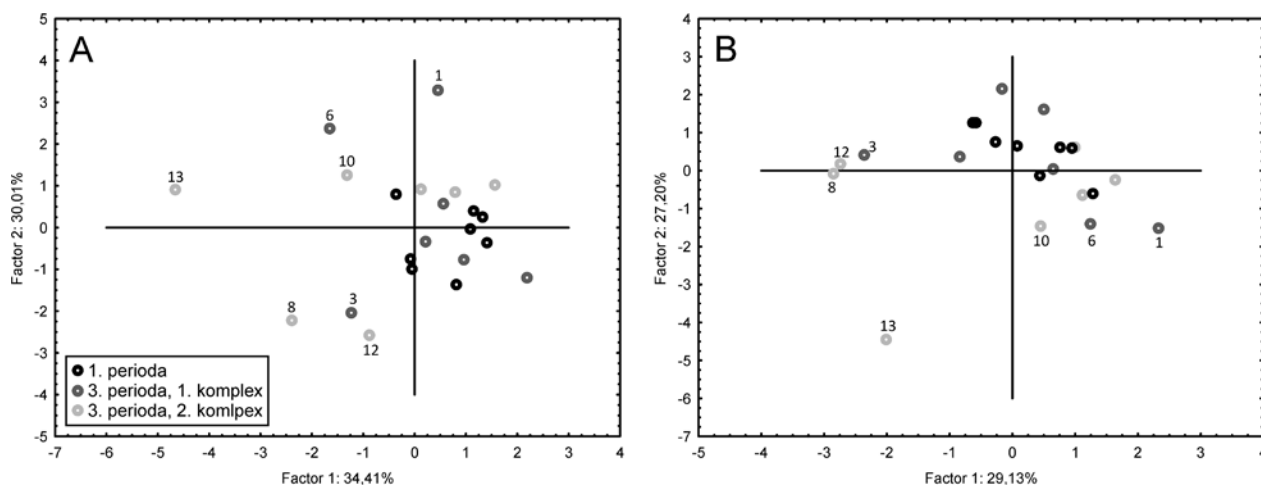 A
5
4
3
2
1
0
-1
-2
-3
-4
-5
Factor 2: 30,01%
1
6
10
13
3
8
12
1. perioda
3. perioda, 1. komplex
3. perioda, 2. komlpex
-7 -6 -5 -4 -3 -2 -1 0 1 2 3 4
Factor 1: 34,41%
B
4
3
2
1
0
-1
-2
-3
-4
-5
-6
-7
Factor 2: 27,20%
12 3
8
10 6 1
13
-5 -4 -3 -2 -1 0 1 2 3 4
Factor 1: 29,13%